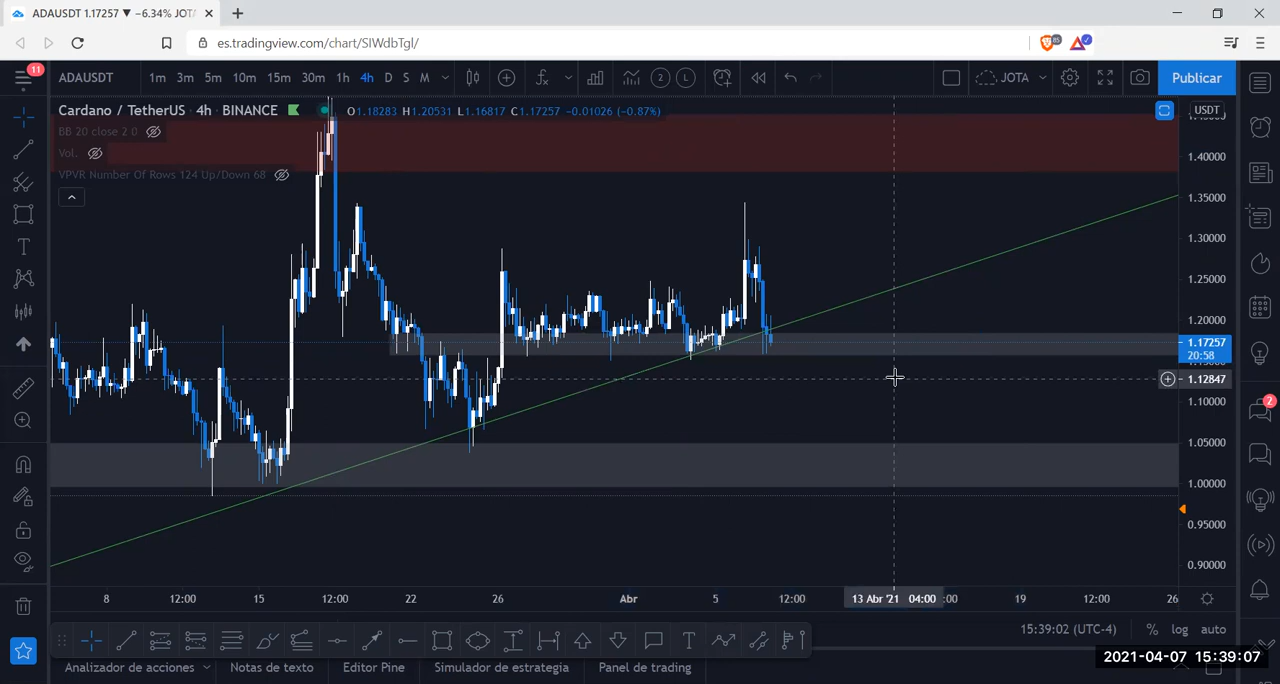 ADAUSDT 1.17257 ▼ −6.34% JOTA
es.tradingview.com/chart/SIWdbTgl/
85
11
ADAUSDT 1m 3m 5m 10m 15m 30m 1h 4h D S M 2 L JOTA Publicar
Cardano / TetherUS · 4h · BINANCE O1.18283 H1.20531 L1.16817 C1.17257 −0.01026 (−0.87%) USDT
BB 20 close 2 0
Vol.
VPVR Number Of Rows 124 Up/Down 68
1.40000
1.35000
1.30000
1.25000
1.20000
1.17257
20:58
1.12847
1.10000
1.05000
1.00000
0.95000
0.90000
2
8 12:00 15 12:00 22 26 Abr 5 12:00 13 Abr '21 04:00 :00 19 12:00 26
15:39:02 (UTC-4) % log auto
T
2021-04-07 15:39:07
Analizador de acciones Notas de texto Editor Pine Simulador de estrategia Panel de trading